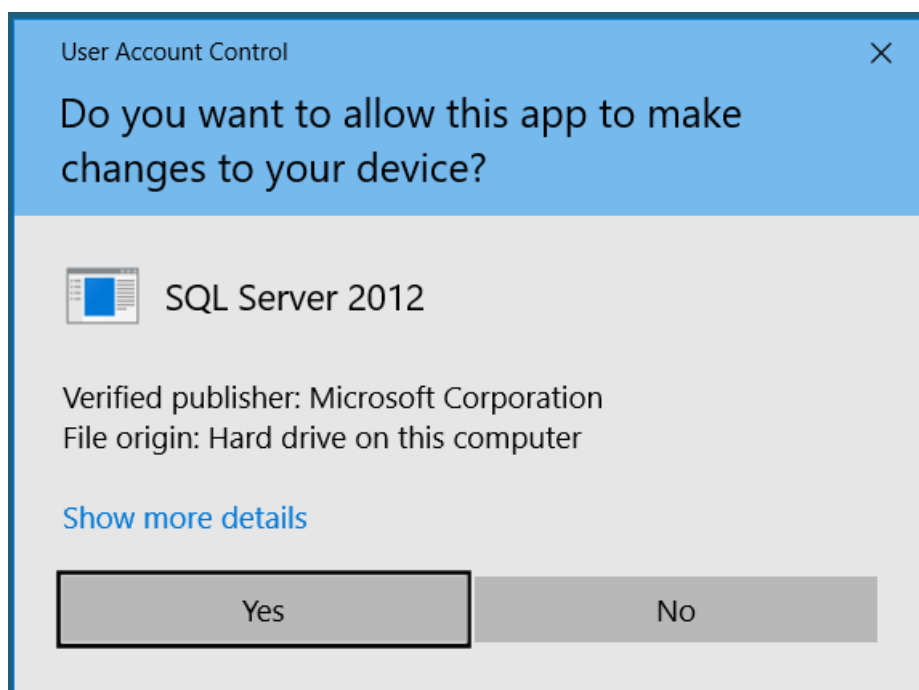 User Account Control
Do you want to allow this app to make
changes to your device?
SQL Server 2012
Verified publisher: Microsoft Corporation
File origin: Hard drive on this computer
Show more details
Yes
No